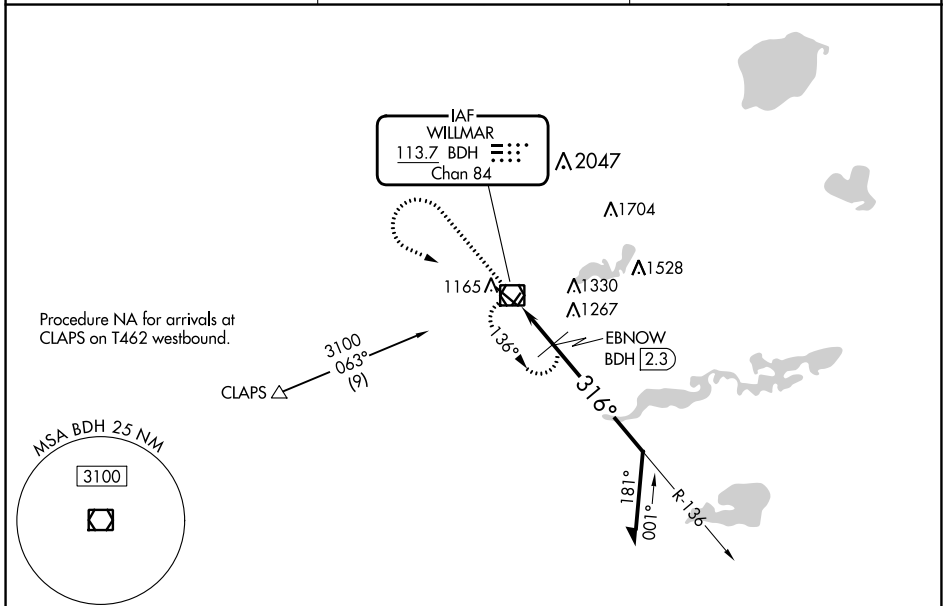 IAF
WILLMAR
113.7 BDH
Chan 84
2047
1704
1528
1165
1330
1267
Procedure NA for arrivals at
CLAPS on T462 westbound.
3100
063°
(9)
CLAPS
136°
EBNOW
BDH 2.3
316°
MSA BDH 25 NM
3100
181°
001°
R-136